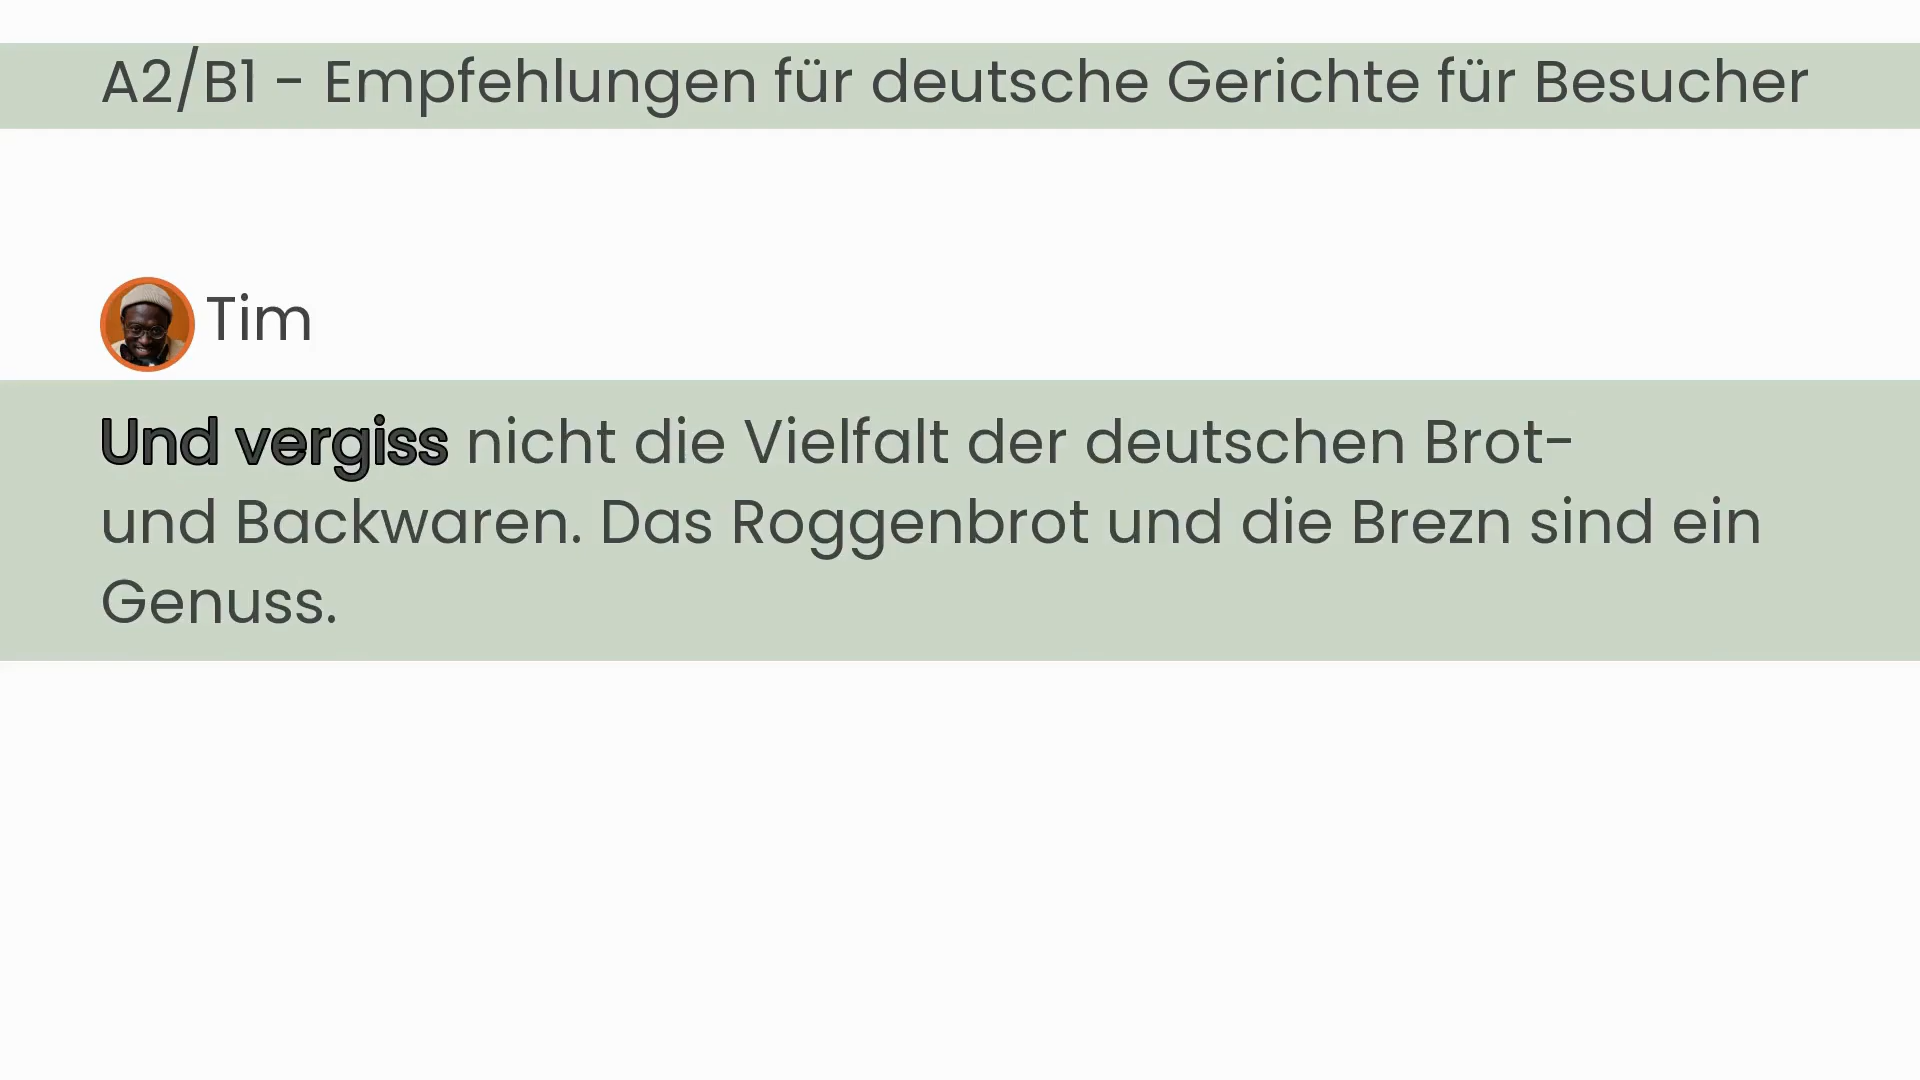 A2/B1 - Empfehlungen für deutsche Gerichte für Besucher
Tim
Und vergiss nicht die Vielfalt der deutschen Brot-
und Backwaren. Das Roggenbrot und die Brezn sind ein
Genuss.